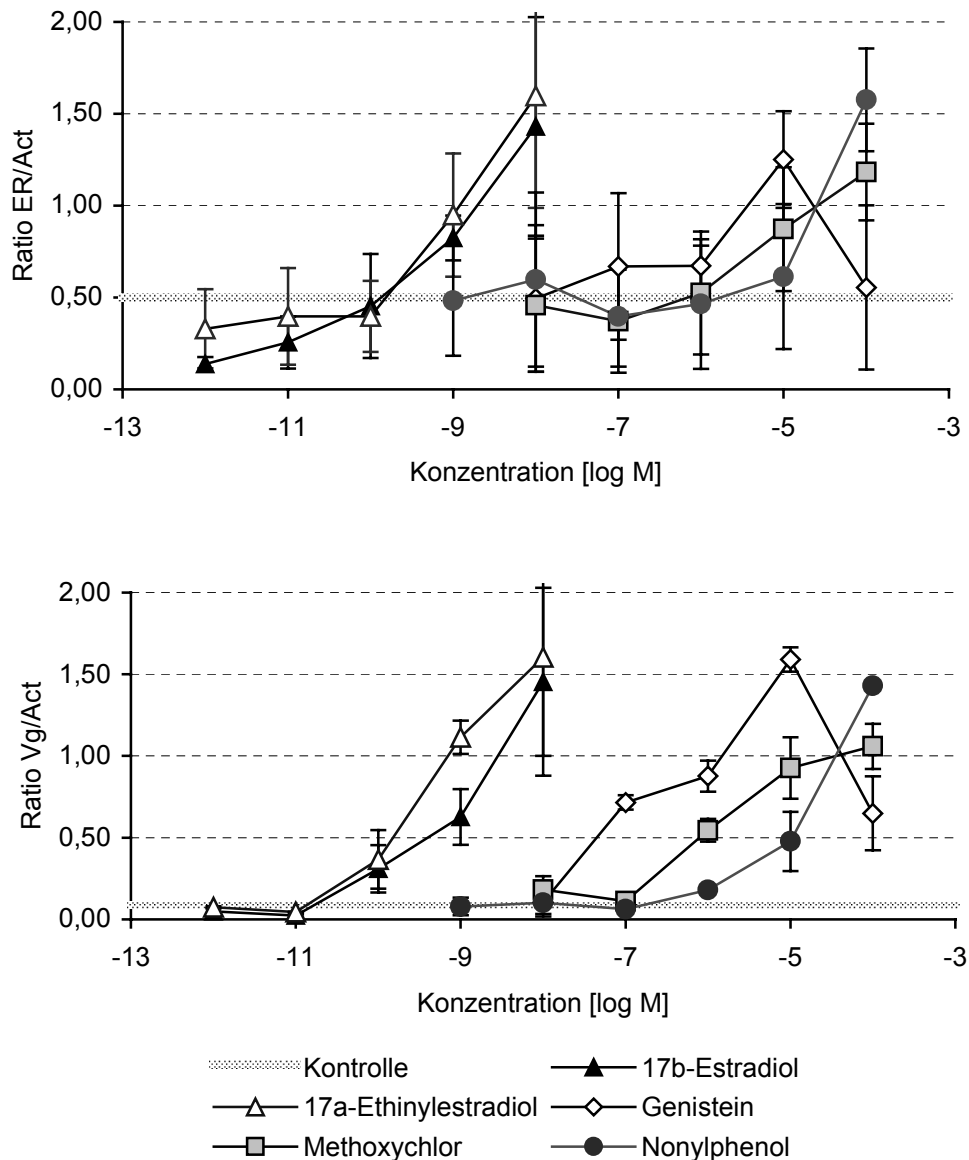 2,00
1,50
1,00
0,50
0,00
Ratio ER/Act
-13 -11 -9 -7 -5 -3
Konzentration [log M]
2,00
1,50
1,00
0,50
0,00
Ratio Vg/Act
-13 -11 -9 -7 -5 -3
Konzentration [log M]
Kontrolle 17b-Estradiol
17a-Ethinylestradiol Genistein
Methoxychlor Nonylphenol